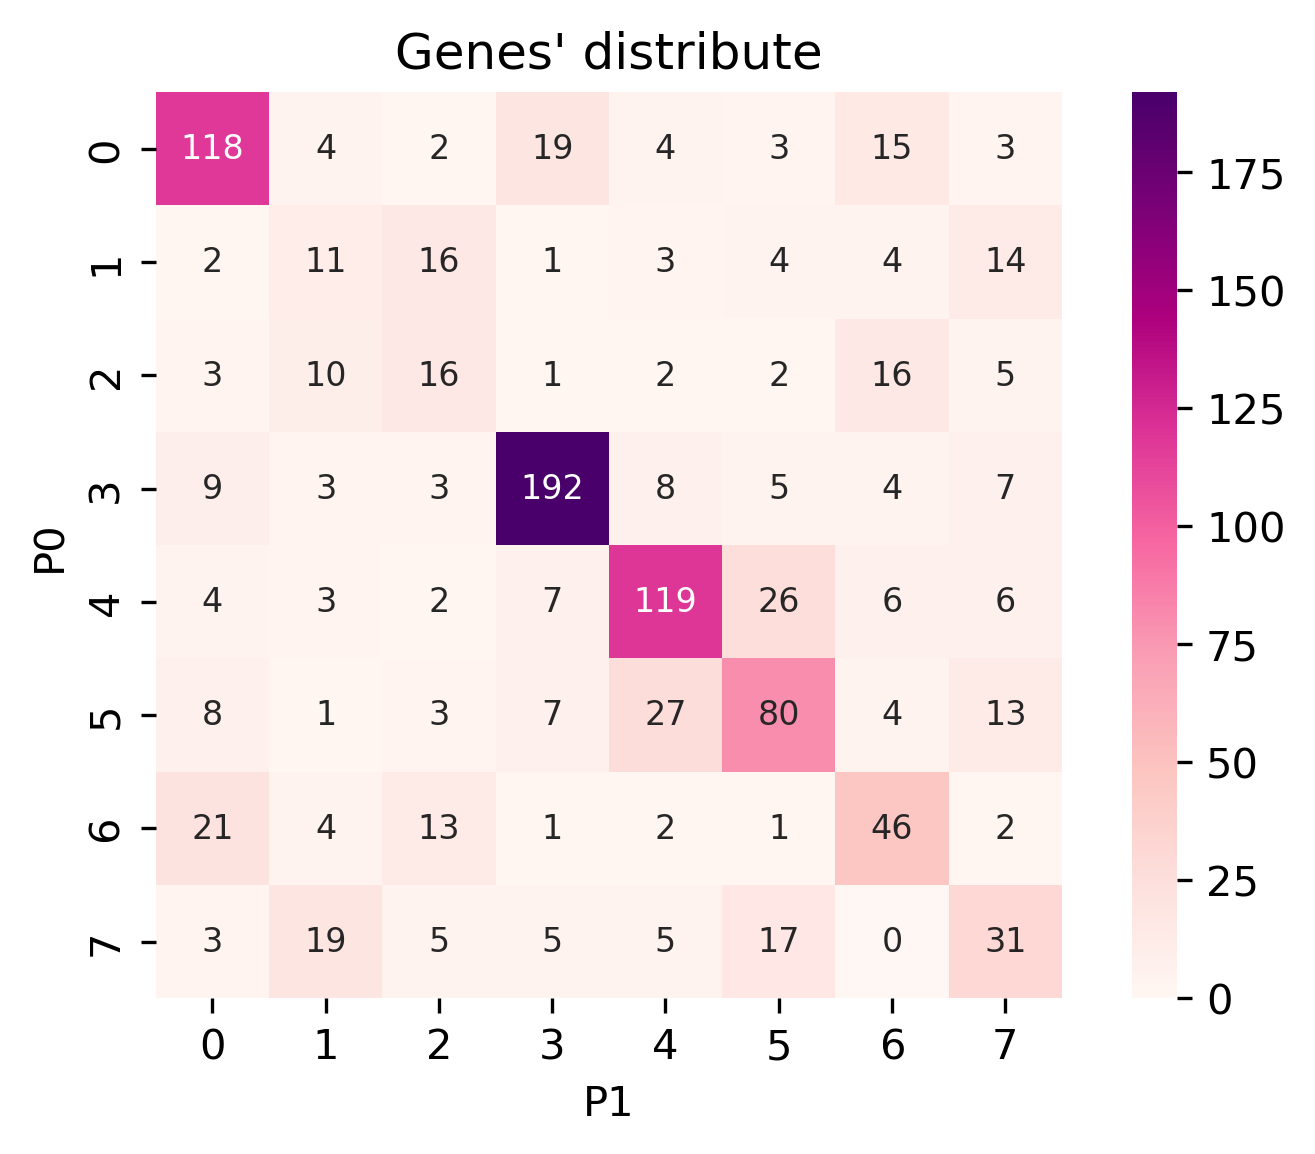 Genes' distribute
0 118 4 2 19 4 3 15 3
1 2 11 16 1 3 4 4 14
2 3 10 16 1 2 2 16 5
3 9 3 3 192 8 5 4 7
4 4 3 2 7 119 26 6 6
5 8 1 3 7 27 80 4 13
6 21 4 13 1 2 1 46 2
7 3 19 5 5 5 17 0 31
0 1 2 3 4 5 6 7
P0
P1
175
150
125
100
75
50
25
0